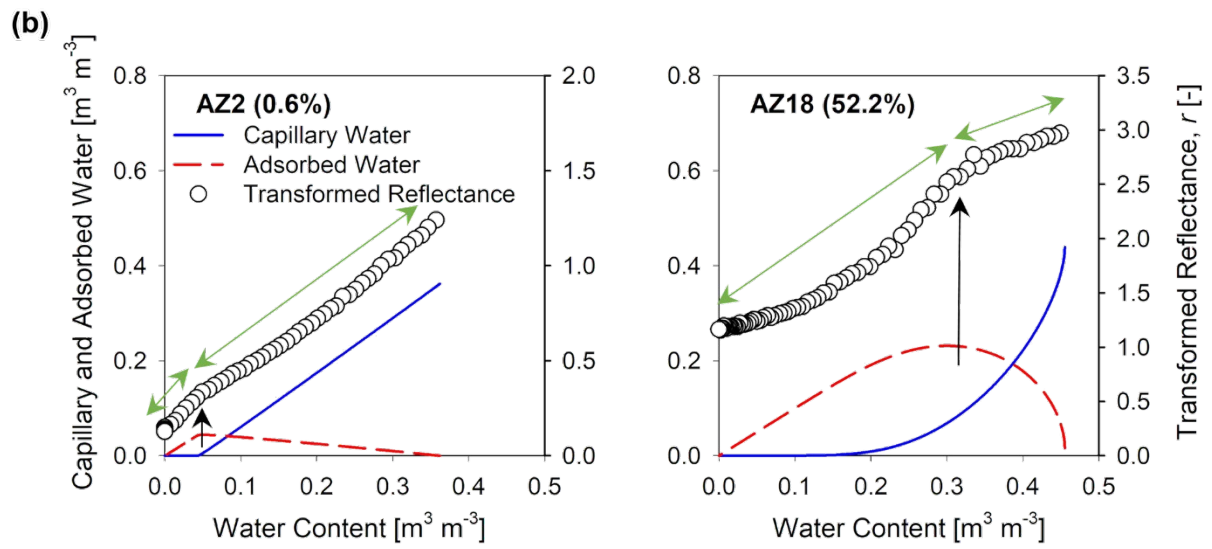 (b)
Capillary and Adsorbed Water [m³ m⁻³]
0.8
0.6
0.4
0.2
0.0
AZ2 (0.6%)
Capillary Water
Adsorbed Water
Transformed Reflectance
2.0
1.5
1.0
0.5
0.0
0.0 0.1 0.2 0.3 0.4 0.5
Water Content [m³ m⁻³]
0.8
0.6
0.4
0.2
0.0
AZ18 (52.2%)
3.5
3.0
2.5
2.0
1.5
1.0
0.5
0.0
Transformed Reflectance, r [-]
0.0 0.1 0.2 0.3 0.4 0.5
Water Content [m³ m⁻³]